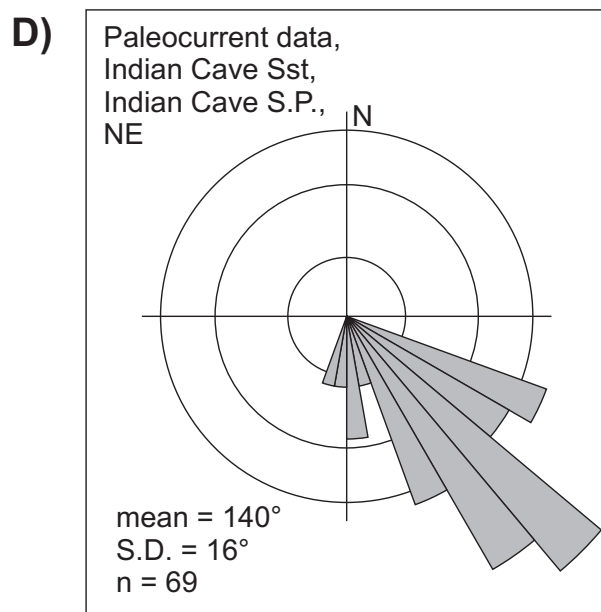 D)
Paleocurrent data,
Indian Cave Sst,
Indian Cave S.P.,
NE
N
mean = 140°
S.D. = 16°
n = 69